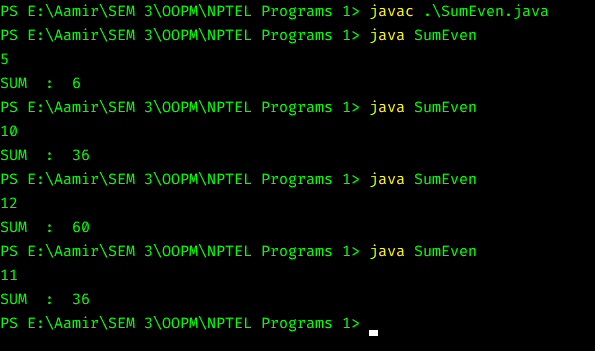 PS E:\Aamir\SEM 3\OOPM\NPTEL Programs 1> javac .\SumEven.java
PS E:\Aamir\SEM 3\OOPM\NPTEL Programs 1> java SumEven
5
SUM  :  6
PS E:\Aamir\SEM 3\OOPM\NPTEL Programs 1> java SumEven
10
SUM  :  36
PS E:\Aamir\SEM 3\OOPM\NPTEL Programs 1> java SumEven
12
SUM  :  60
PS E:\Aamir\SEM 3\OOPM\NPTEL Programs 1> java SumEven
11
SUM  :  36
PS E:\Aamir\SEM 3\OOPM\NPTEL Programs 1>